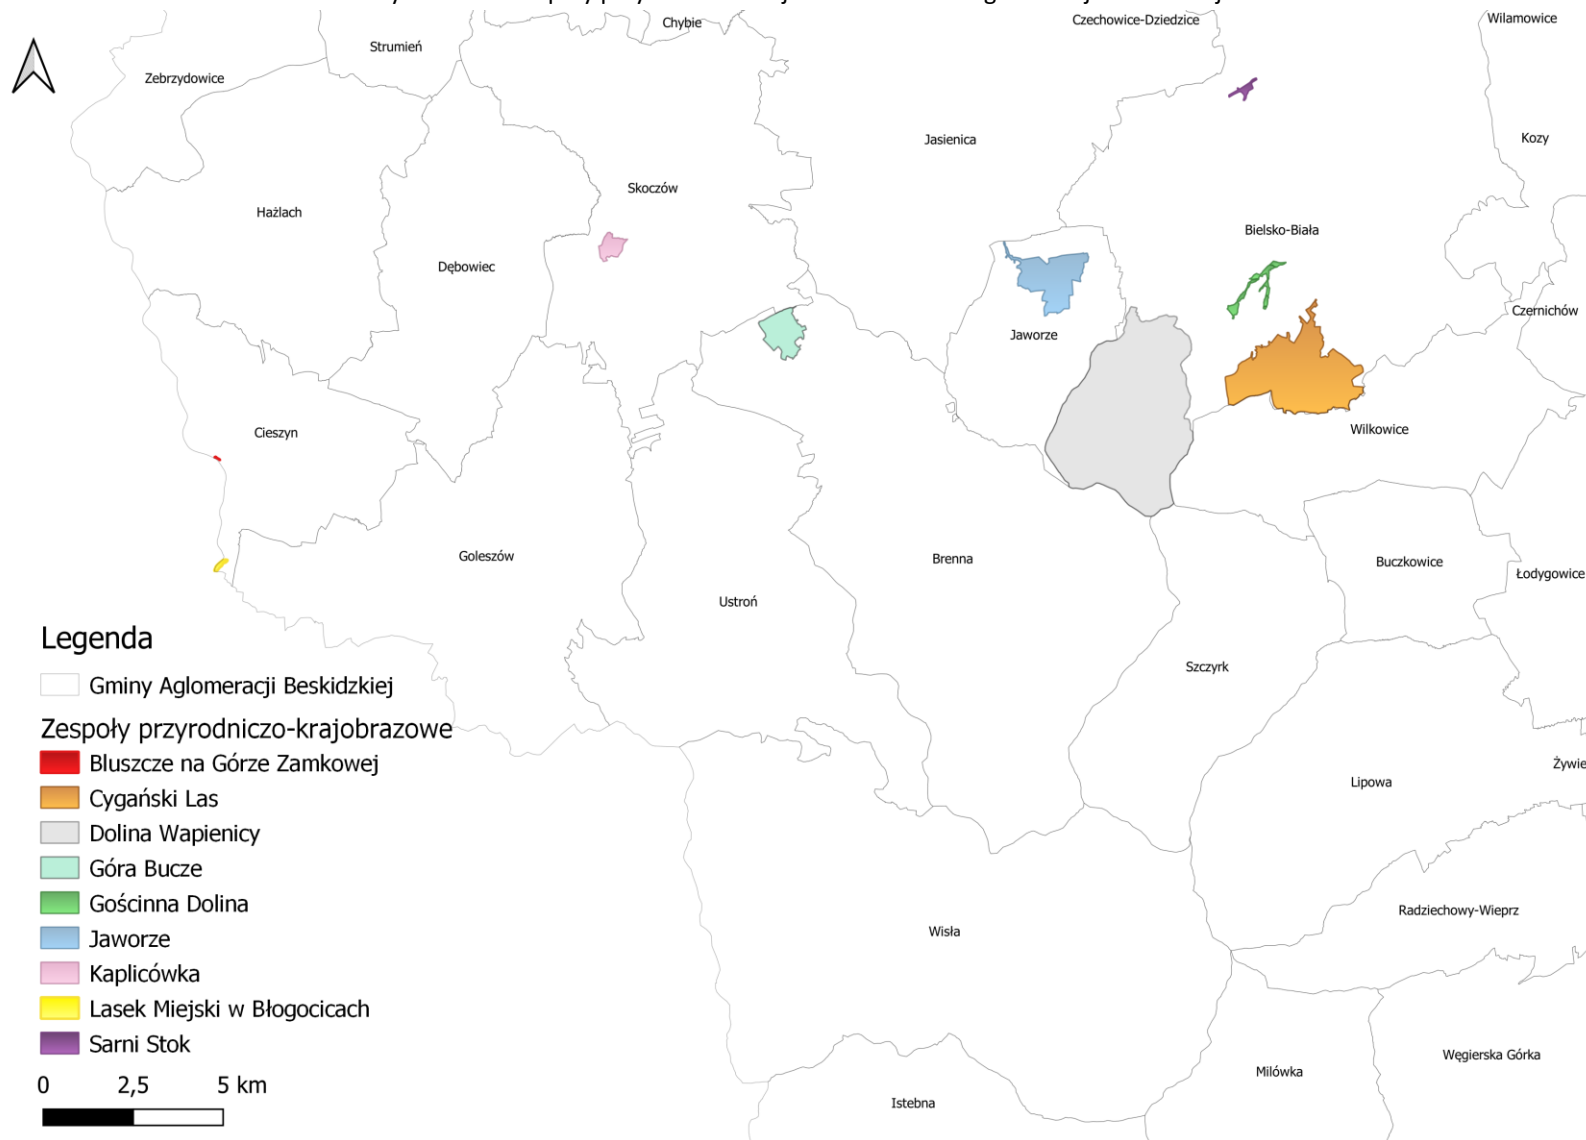 Chybie
Czechowice-Dziedzice
Wilamowice
Strumień
Zebrzydowice
Jasienica
Kozy
Skoczów
Hażlach
Bielsko-Biała
Dębowiec
Czernichów
Jaworze
Cieszyn
Wilkowice
Goleszów
Brenna
Buczkowice
Łodygowice
Ustroń
Szczyrk
Legenda
Gminy Aglomeracji Beskidzkiej
Zespoły przyrodniczo-krajobrazowe
Bluszcze na Górze Zamkowej
Cygański Las
Dolina Wapienicy
Góra Bucze
Gościnna Dolina
Jaworze
Kaplicówka
Lasek Miejski w Błogocicach
Sarni Stok
0 2,5 5 km
Żywie
Lipowa
Radziechowy-Wieprz
Wisła
Węgierska Górka
Milówka
Istebna